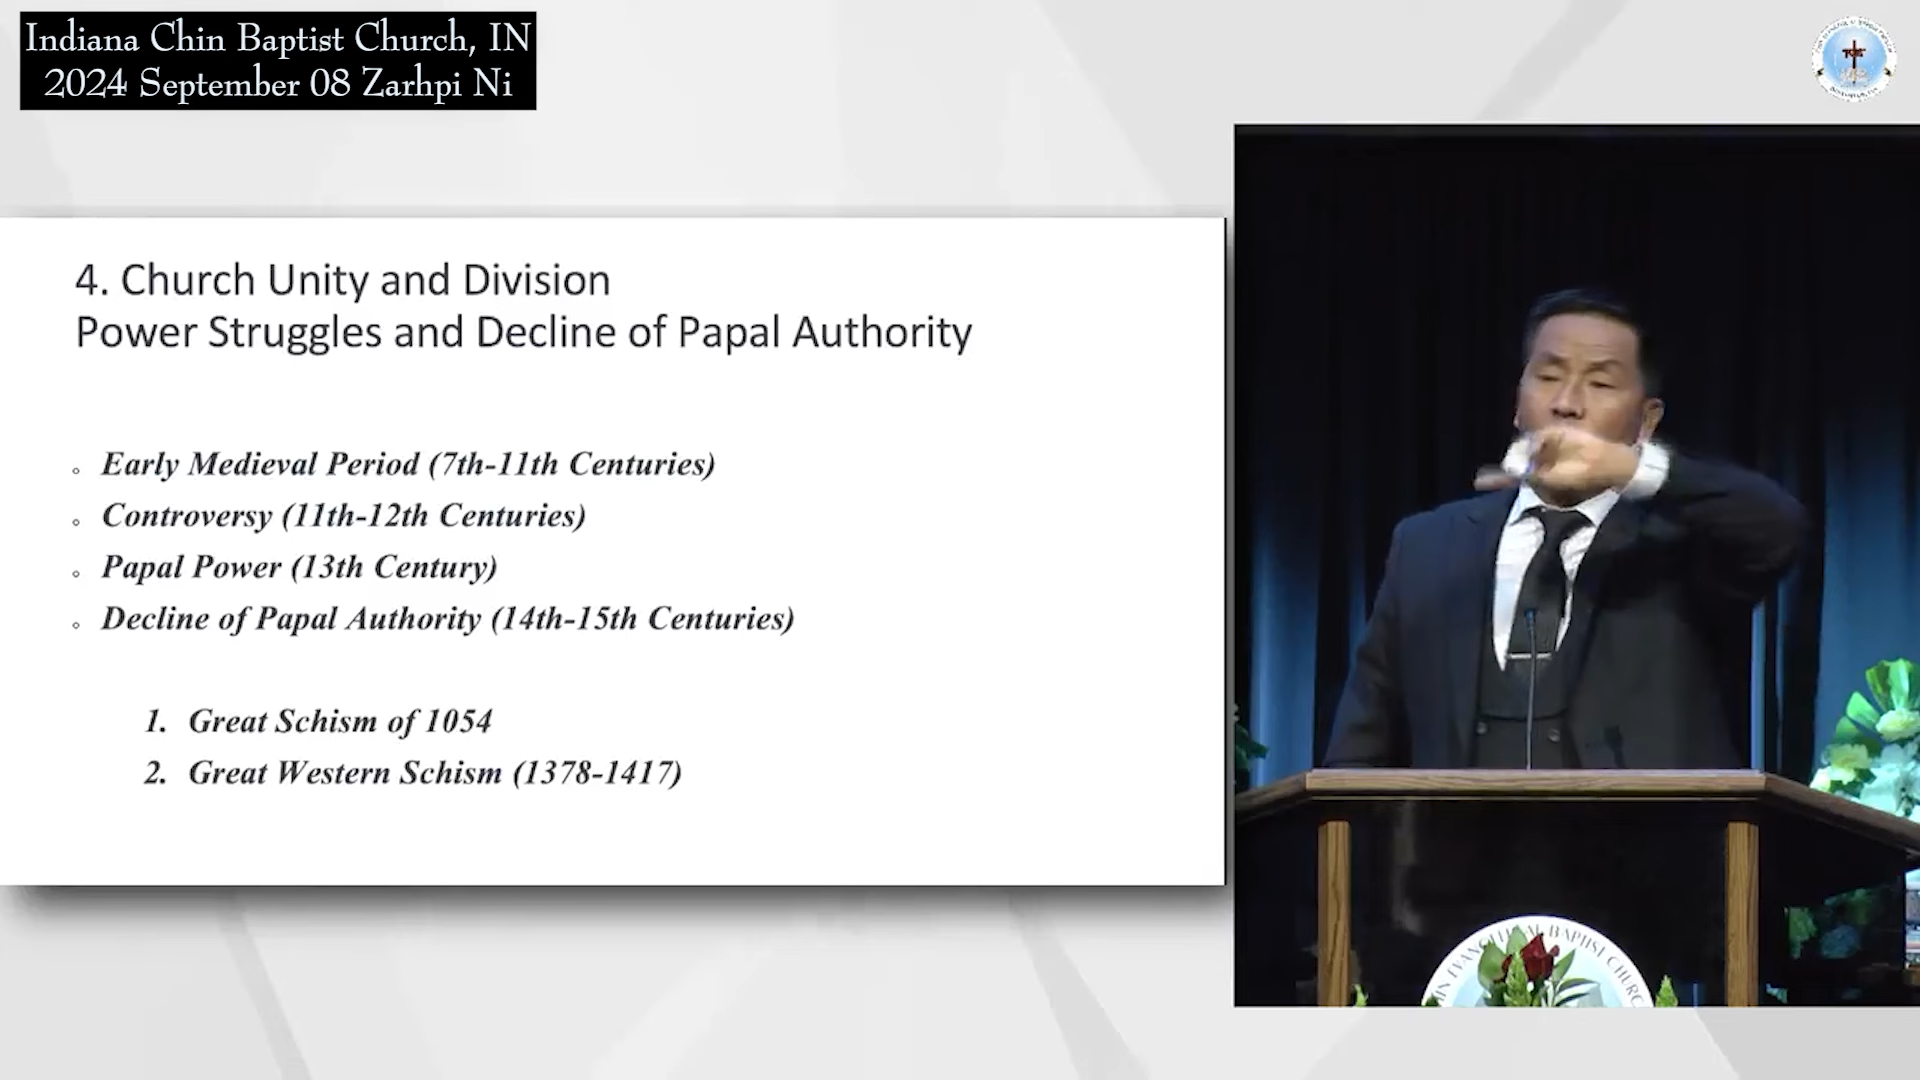 Indiana Chin Baptist Church, IN
2024 September 08 Zarhpi Ni
4. Church Unity and Division
Power Struggles and Decline of Papal Authority
Early Medieval Period (7th-11th Centuries)
Controversy (11th-12th Centuries)
Papal Power (13th Century)
Decline of Papal Authority (14th-15th Centuries)
1. Great Schism of 1054
2. Great Western Schism (1378-1417)
BAPTIST CHURCH